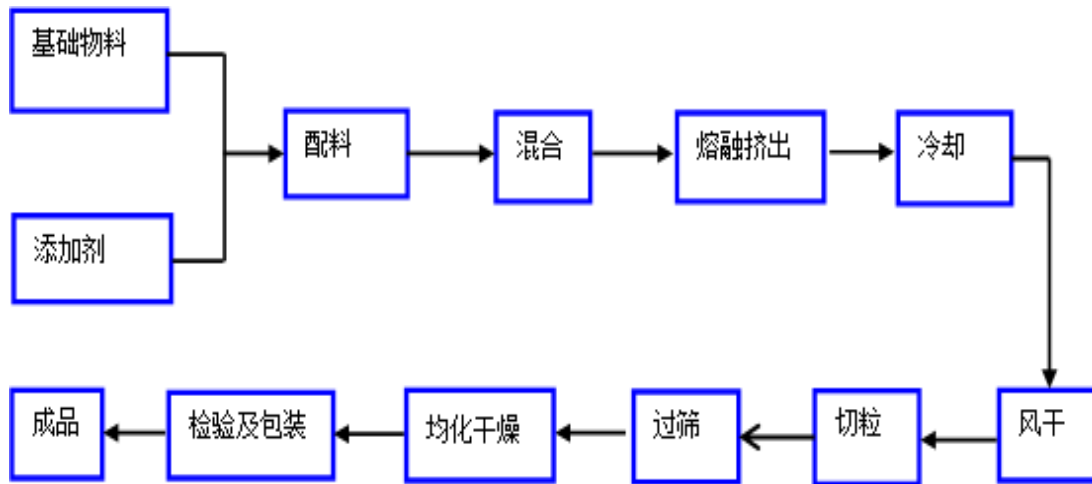 基础物料
添加剂
配料
混合
熔融挤出
冷却
风干
切粒
过筛
均化干燥
检验及包装
成品